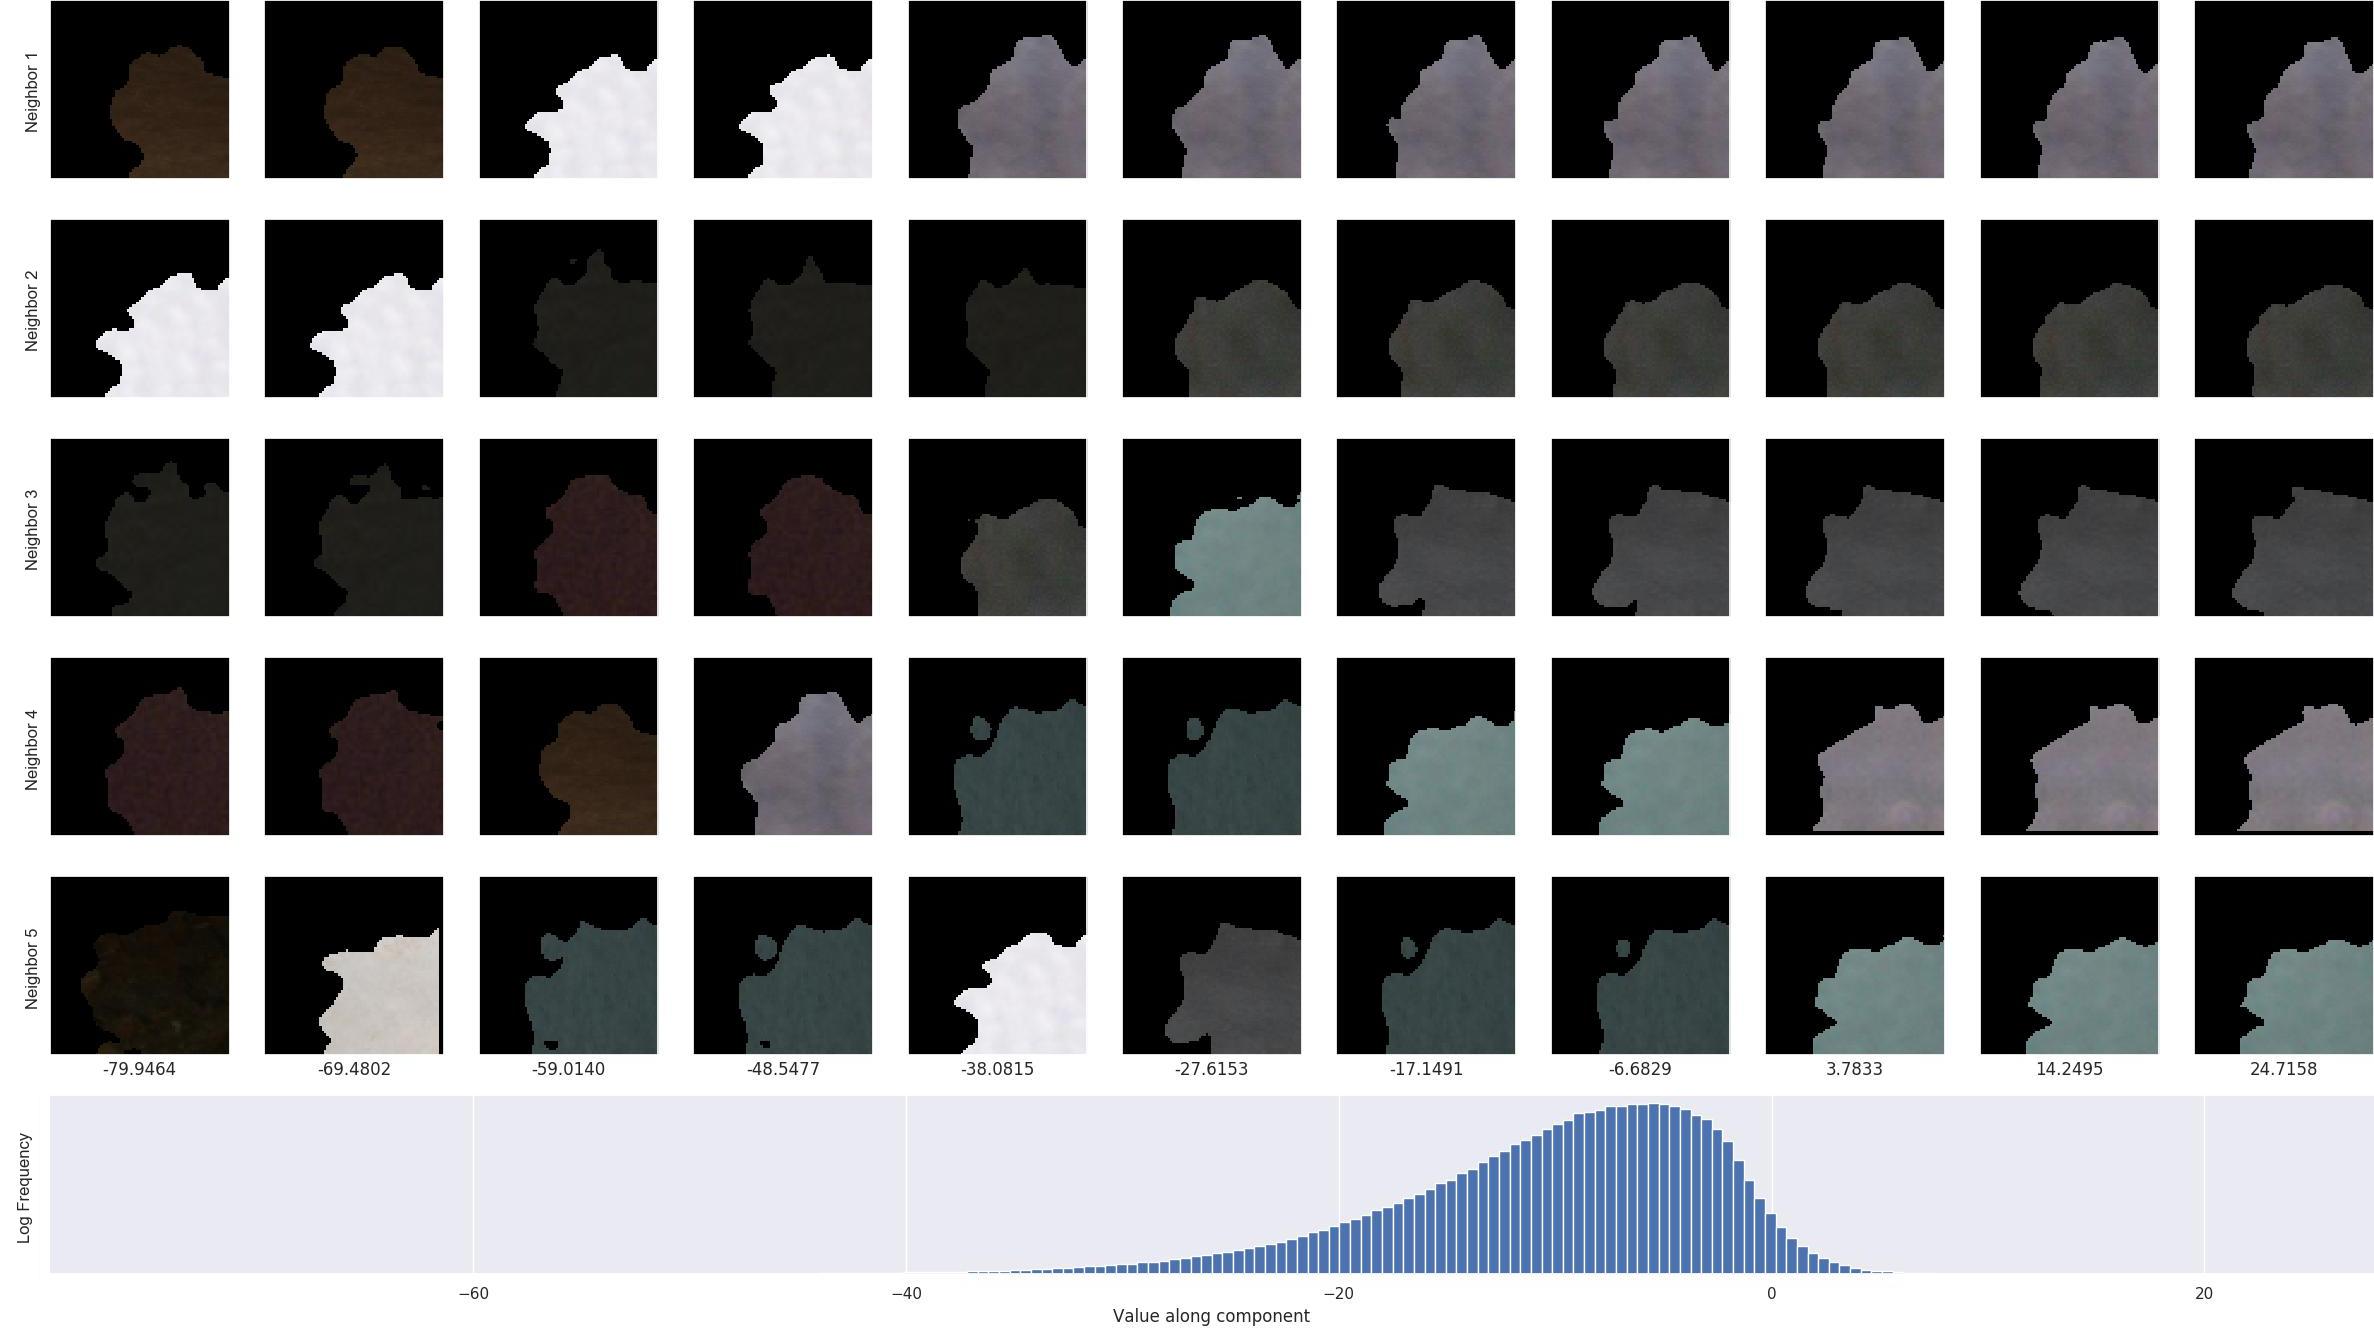 Neighbor 1
Neighbor 2
Neighbor 3
Neighbor 4
Neighbor 5
-79.9464 -69.4802 -59.0140 -48.5477 -38.0815 -27.6153 -17.1491 -6.6829 3.7833 14.2495 24.7158
Log Frequency
−60 −40 −20 0 20
Value along component